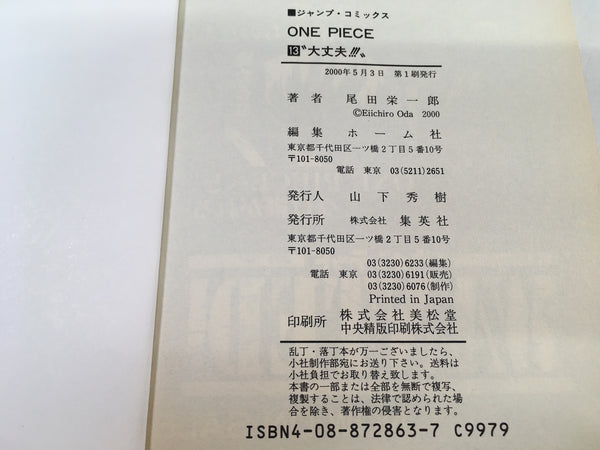 ■ジャンプ・コミックス
ONE PIECE
13〝大丈夫!!!〟
2000年5月3日 第1刷発行
著者 尾田栄一郎
©Eiichiro Oda 2000
編集 ホーム社
東京都千代田区一ツ橋2丁目5番10号
〒101-8050
電話 東京 03(5211)2651
発行人 山下秀樹
発行所 株式会社 集英社
東京都千代田区一ツ橋2丁目5番10号
〒101-8050
03(3230)6233(編集)
電話 東京 03(3230)6191(販売)
03(3230)6076(制作)
Printed in Japan
印刷所 株式会社美松堂
中央精版印刷株式会社
乱丁・落丁本が万一ございましたら、
小社制作部宛にお送り下さい。送料は
小社負担でお取り替え致します。
本書の一部または全部を無断で複写、
複製することは、法律で認められた場
合を除き、著作権の侵害となります。
ISBN4-08-872863-7 C9979